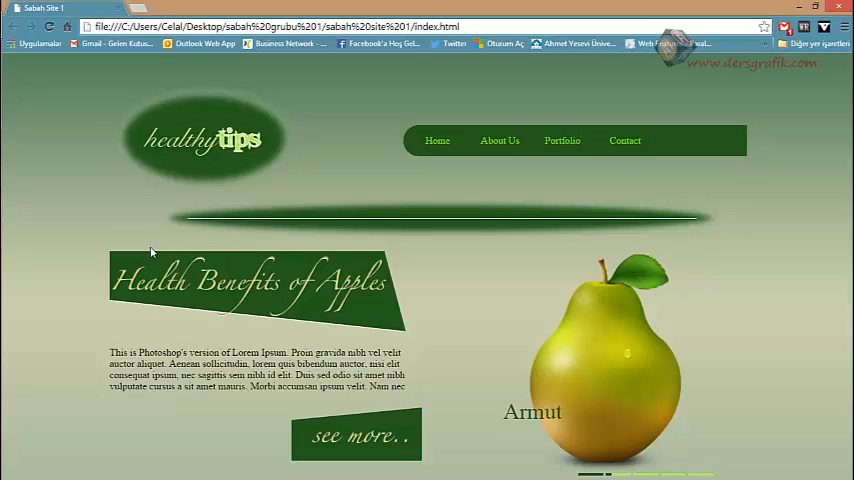 Sabah Site 1
file:///C:/Users/Celal/Desktop/sabah%20grubu%201/sabah%20site%201/index.html
Uygulamalar
Gmail - Gelen Kutus...
Outlook Web App
Business Network -...
Facebook'a Hoş Gel...
Twitter
Oturum Aç
Ahmet Yesevi Ünive...
Diğer yer işaretleri
www.dersgrafik.com
healthytips
Home
About Us
Portfolio
Contact
Health Benefits of Apples
This is Photoshop's version of Lorem Ipsum. Proin gravida nibh vel velit
auctor aliquet. Aenean sollicitudin, lorem quis bibendum auctor, nisi elit
consequat ipsum, nec sagittis sem nibh id elit. Duis sed odio sit amet nibh
vulputate cursus a sit amet mauris. Morbi accumsan ipsum velit. Nam nec
Armut
see more..